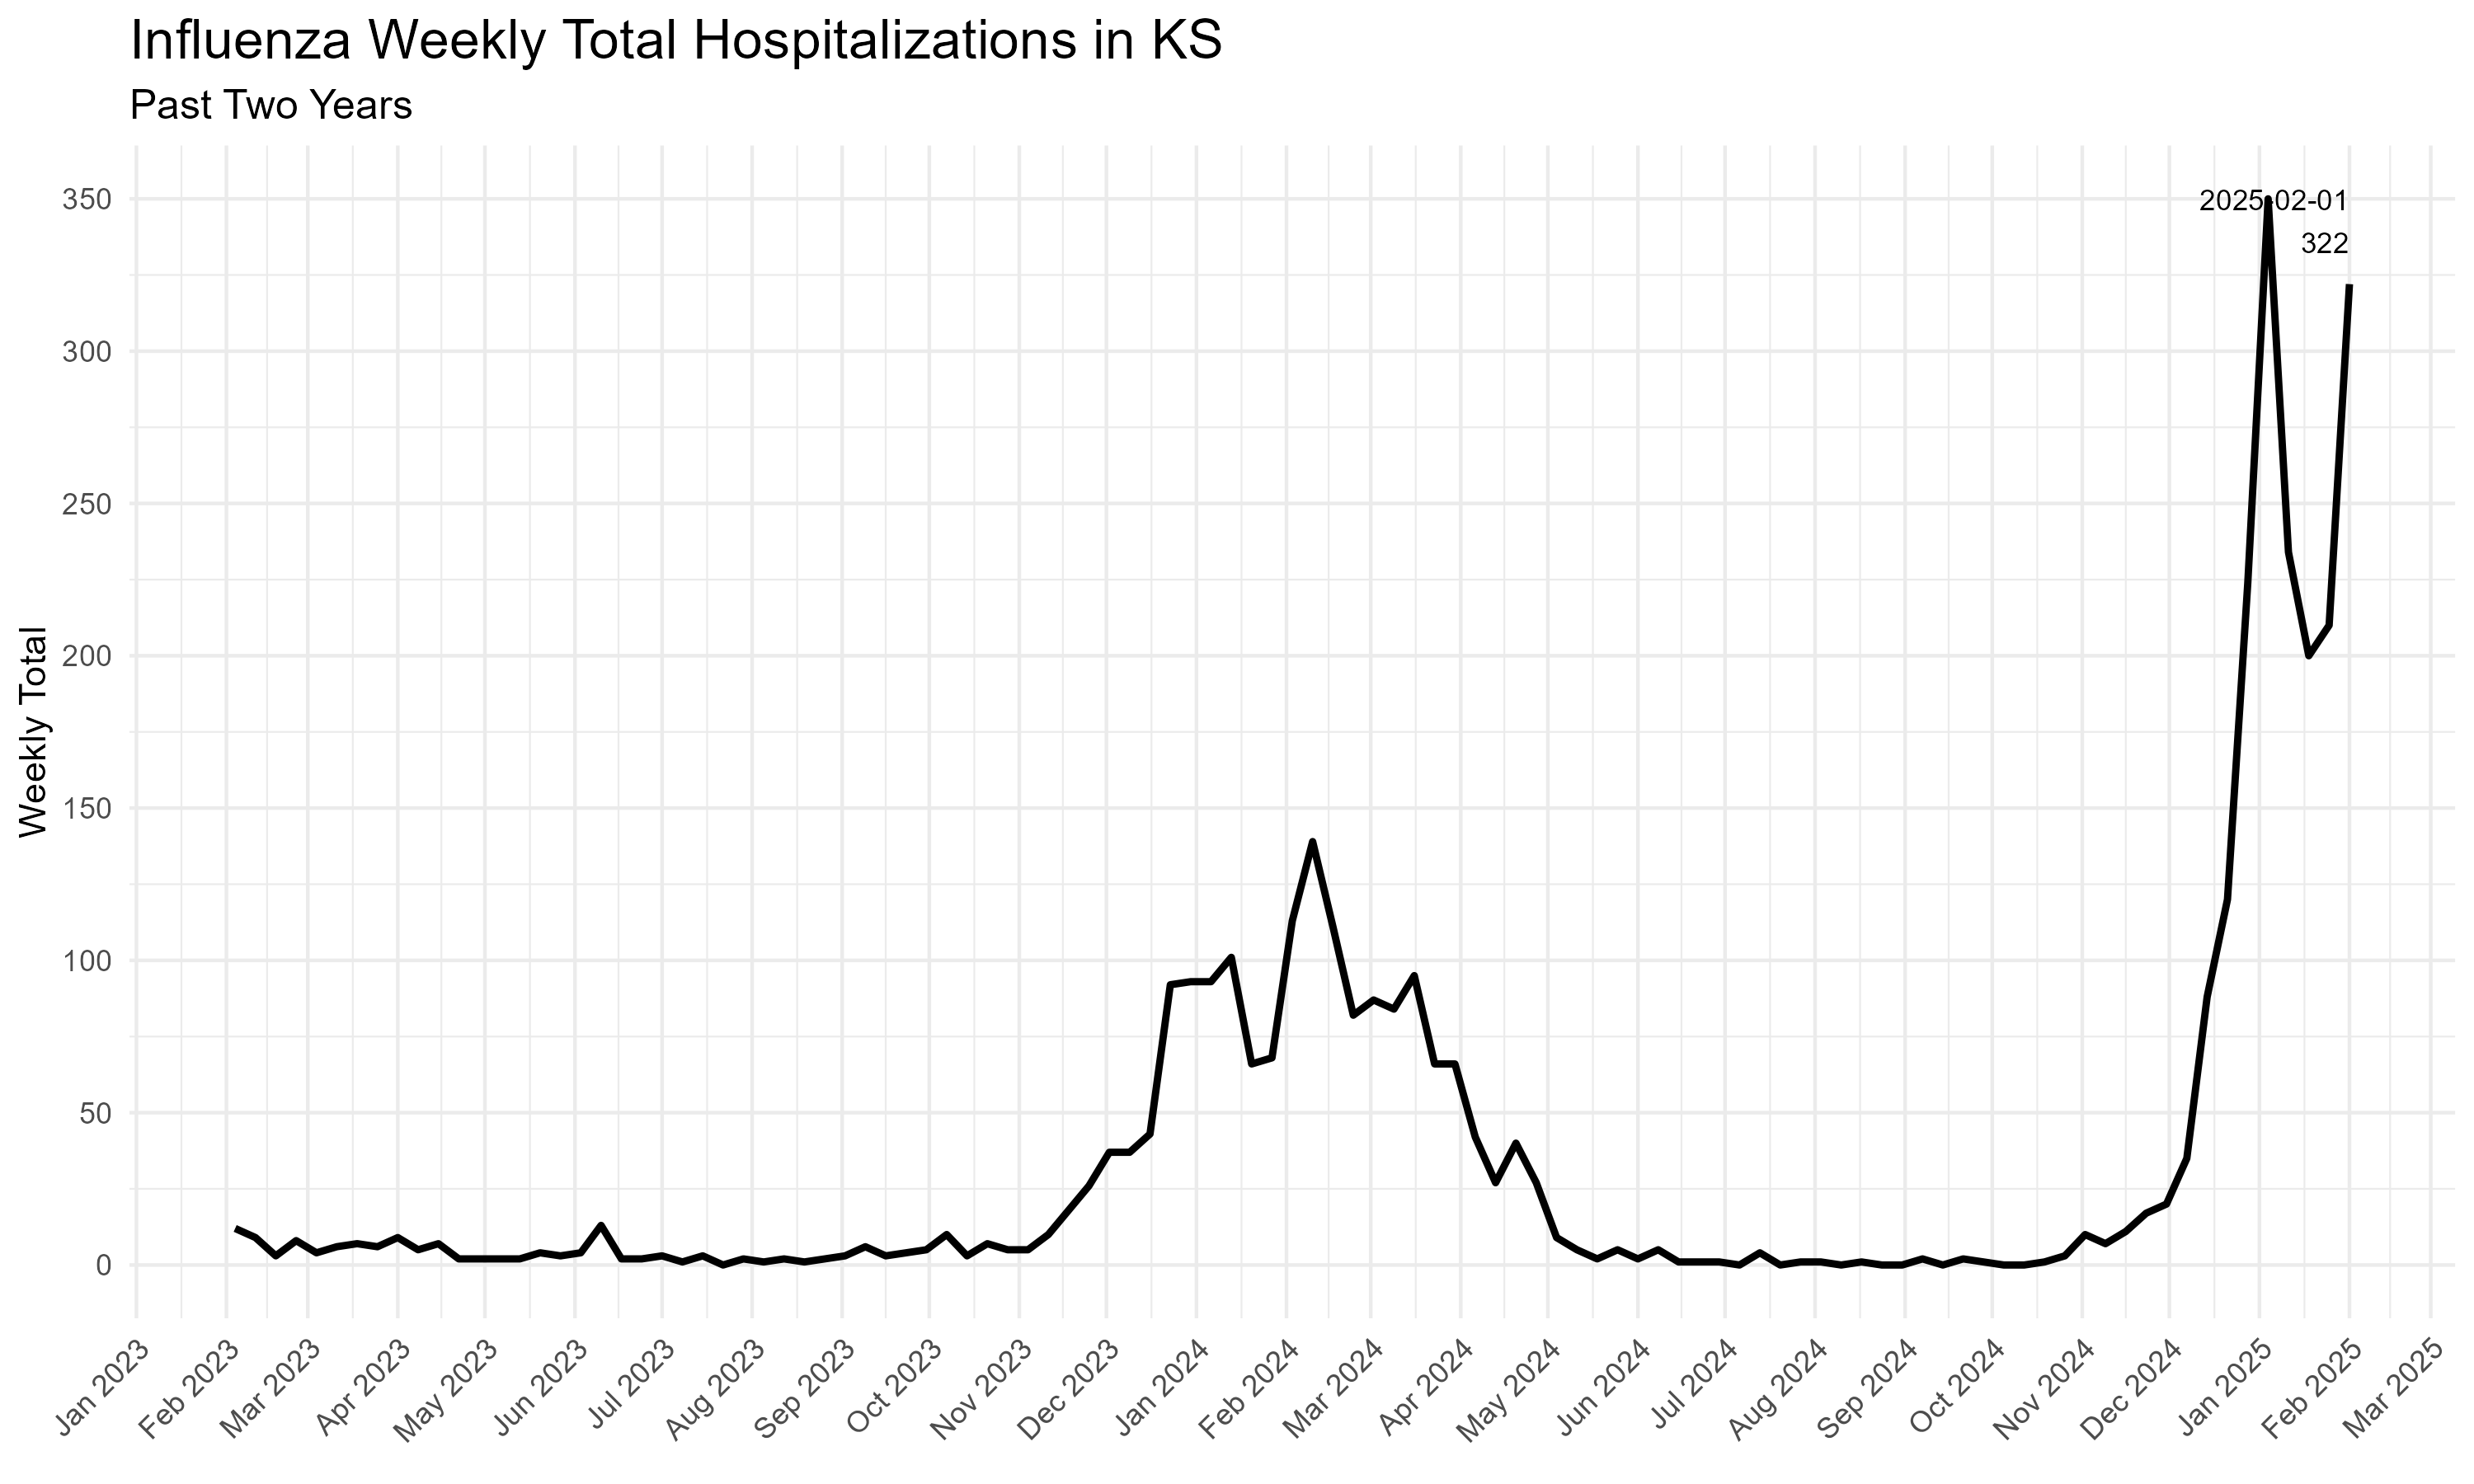 Influenza Weekly Total Hospitalizations in KS
Past Two Years
Weekly Total
350
300
250
200
150
100
50
0
2025-02-01
322
Jan 2023
Feb 2023
Mar 2023
Apr 2023
May 2023
Jun 2023
Jul 2023
Aug 2023
Sep 2023
Oct 2023
Nov 2023
Dec 2023
Jan 2024
Feb 2024
Mar 2024
Apr 2024
May 2024
Jun 2024
Jul 2024
Aug 2024
Sep 2024
Oct 2024
Nov 2024
Dec 2024
Jan 2025
Feb 2025
Mar 2025